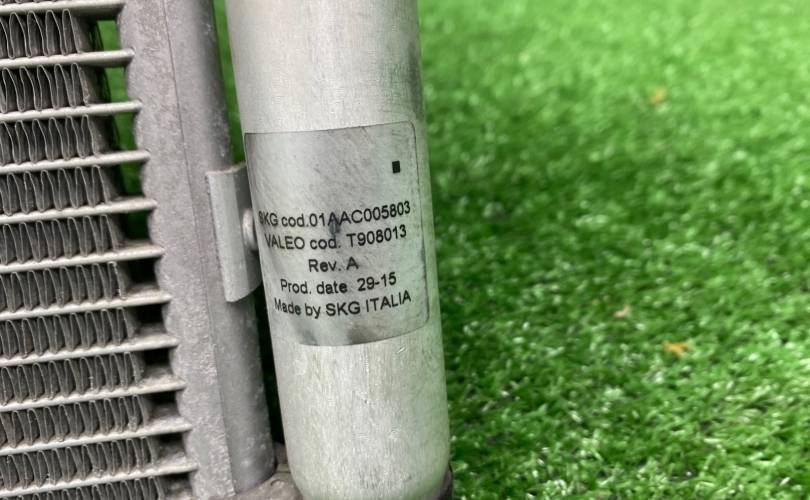 SKG cod.01AAC005803
VALEO cod. T908013
Rev. A
Prod. date 29-15
Made by SKG ITALIA